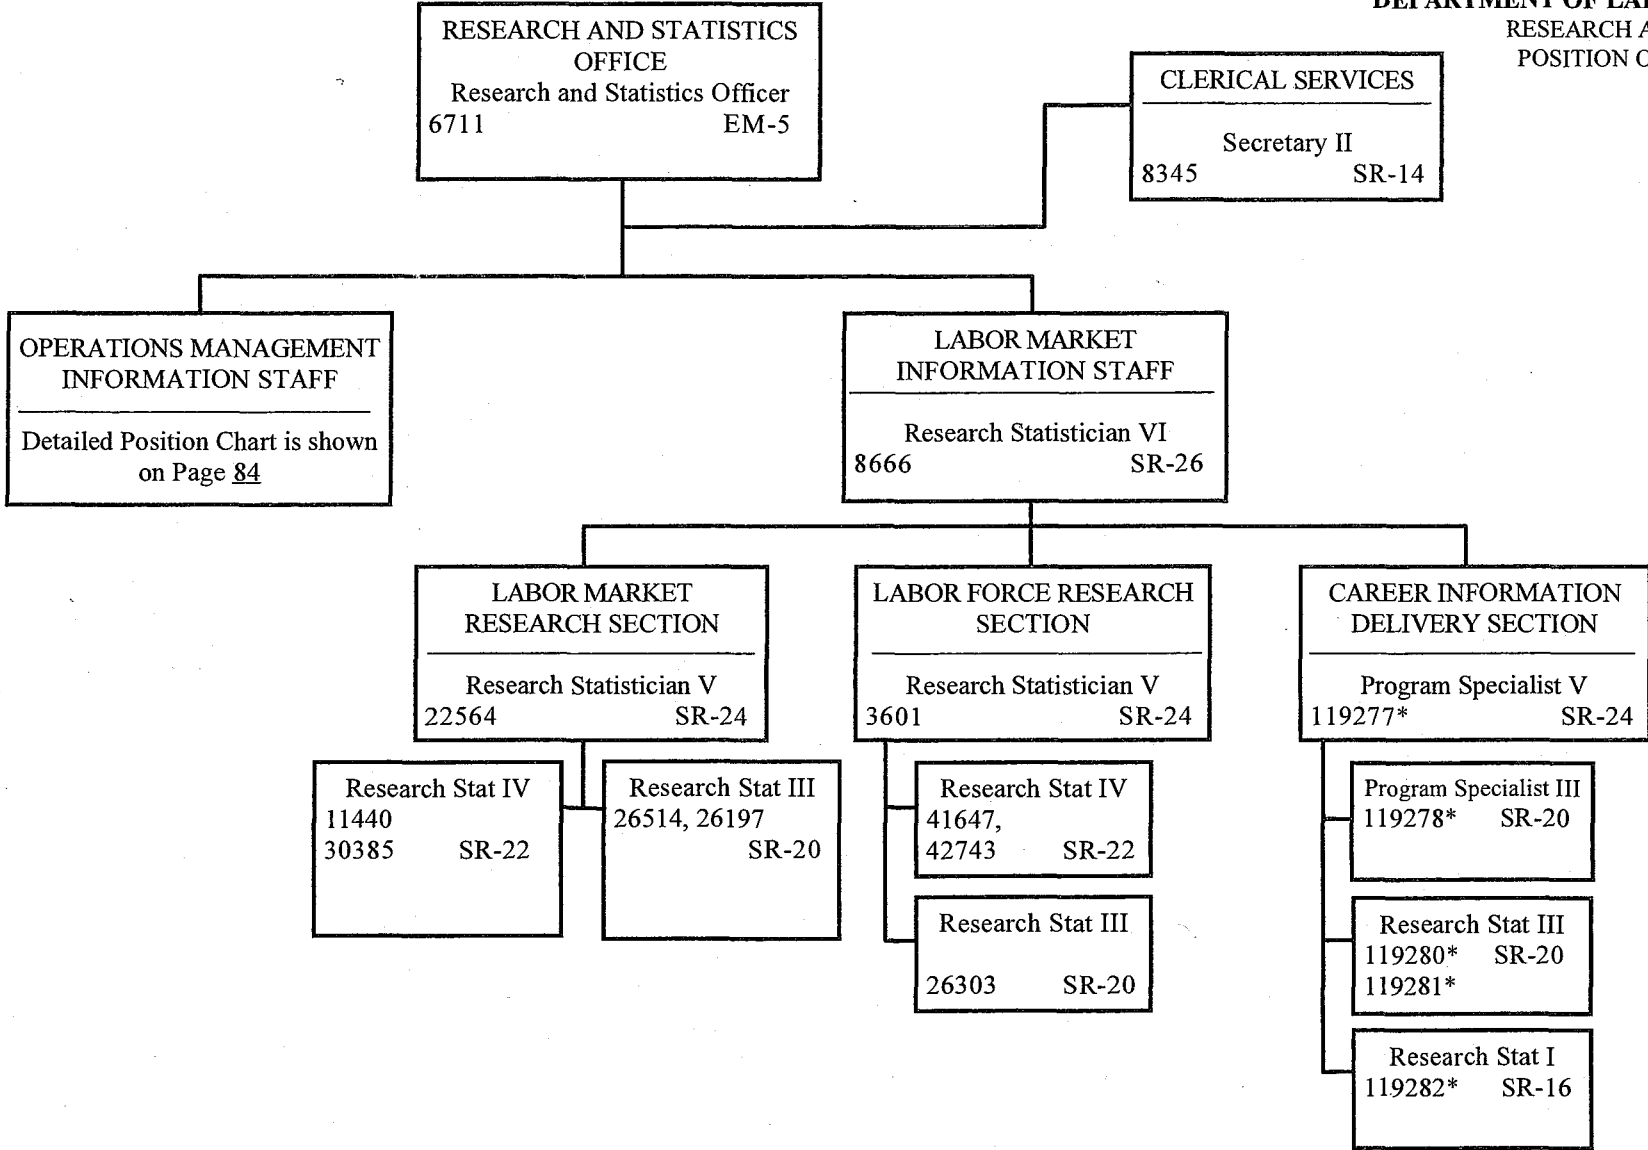 DEPARTMENT OF
RESEARCH
POSITION
RESEARCH AND STATISTICS
OFFICE
Research and Statistics Officer
6711 EM-5
CLERICAL SERVICES
Secretary II
8345 SR-14
OPERATIONS MANAGEMENT
INFORMATION STAFF
Detailed Position Chart is shown
on Page 84
LABOR MARKET
INFORMATION STAFF
Research Statistician VI
8666 SR-26
LABOR MARKET
RESEARCH SECTION
Research Statistician V
22564 SR-24
Research Stat IV
11440
30385 SR-22
Research Stat III
26514, 26197
SR-20
LABOR FORCE RESEARCH
SECTION
Research Statistician V
3601 SR-24
Research Stat IV
41647,
42743 SR-22
Research Stat III
26303 SR-20
CAREER INFORMATION
DELIVERY SECTION
Program Specialist V
119277* SR-24
Program Specialist III
119278* SR-20
Research Stat III
119280* SR-20
119281*
Research Stat I
119282* SR-16